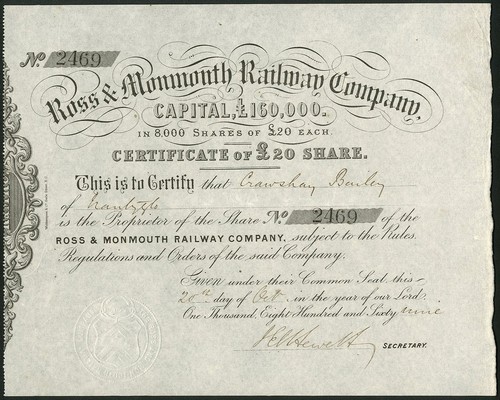 No. 2469
Ross & Monmouth Railway Company,
CAPITAL, £160,000.
IN 8,000 SHARES OF £20 EACH.
CERTIFICATE OF £20 SHARE.
This is to Certify that Crawshay Bailey
of Nantyglo
is the Proprietor of the Share No. 2469 of the
ROSS & MONMOUTH RAILWAY COMPANY, subject to the Rules,
Regulations and Orders of the said Company.
Given under their Common Seal this
20th day of Oct. in the year of our Lord
One Thousand, Eight Hundred and Sixty nine
SECRETARY.